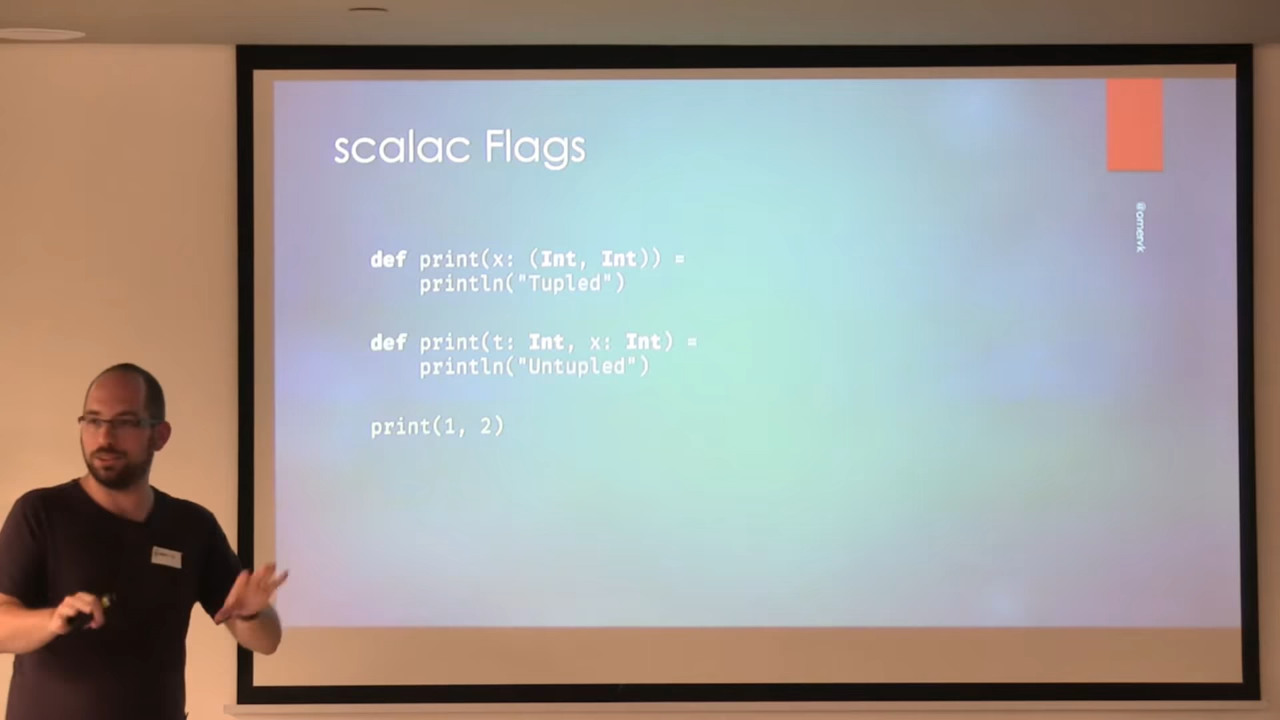 scalac Flags
@omervk
def print(x: (Int, Int)) =
println("Tupled")
def print(t: Int, x: Int) =
println("Untupled")
print(1, 2)